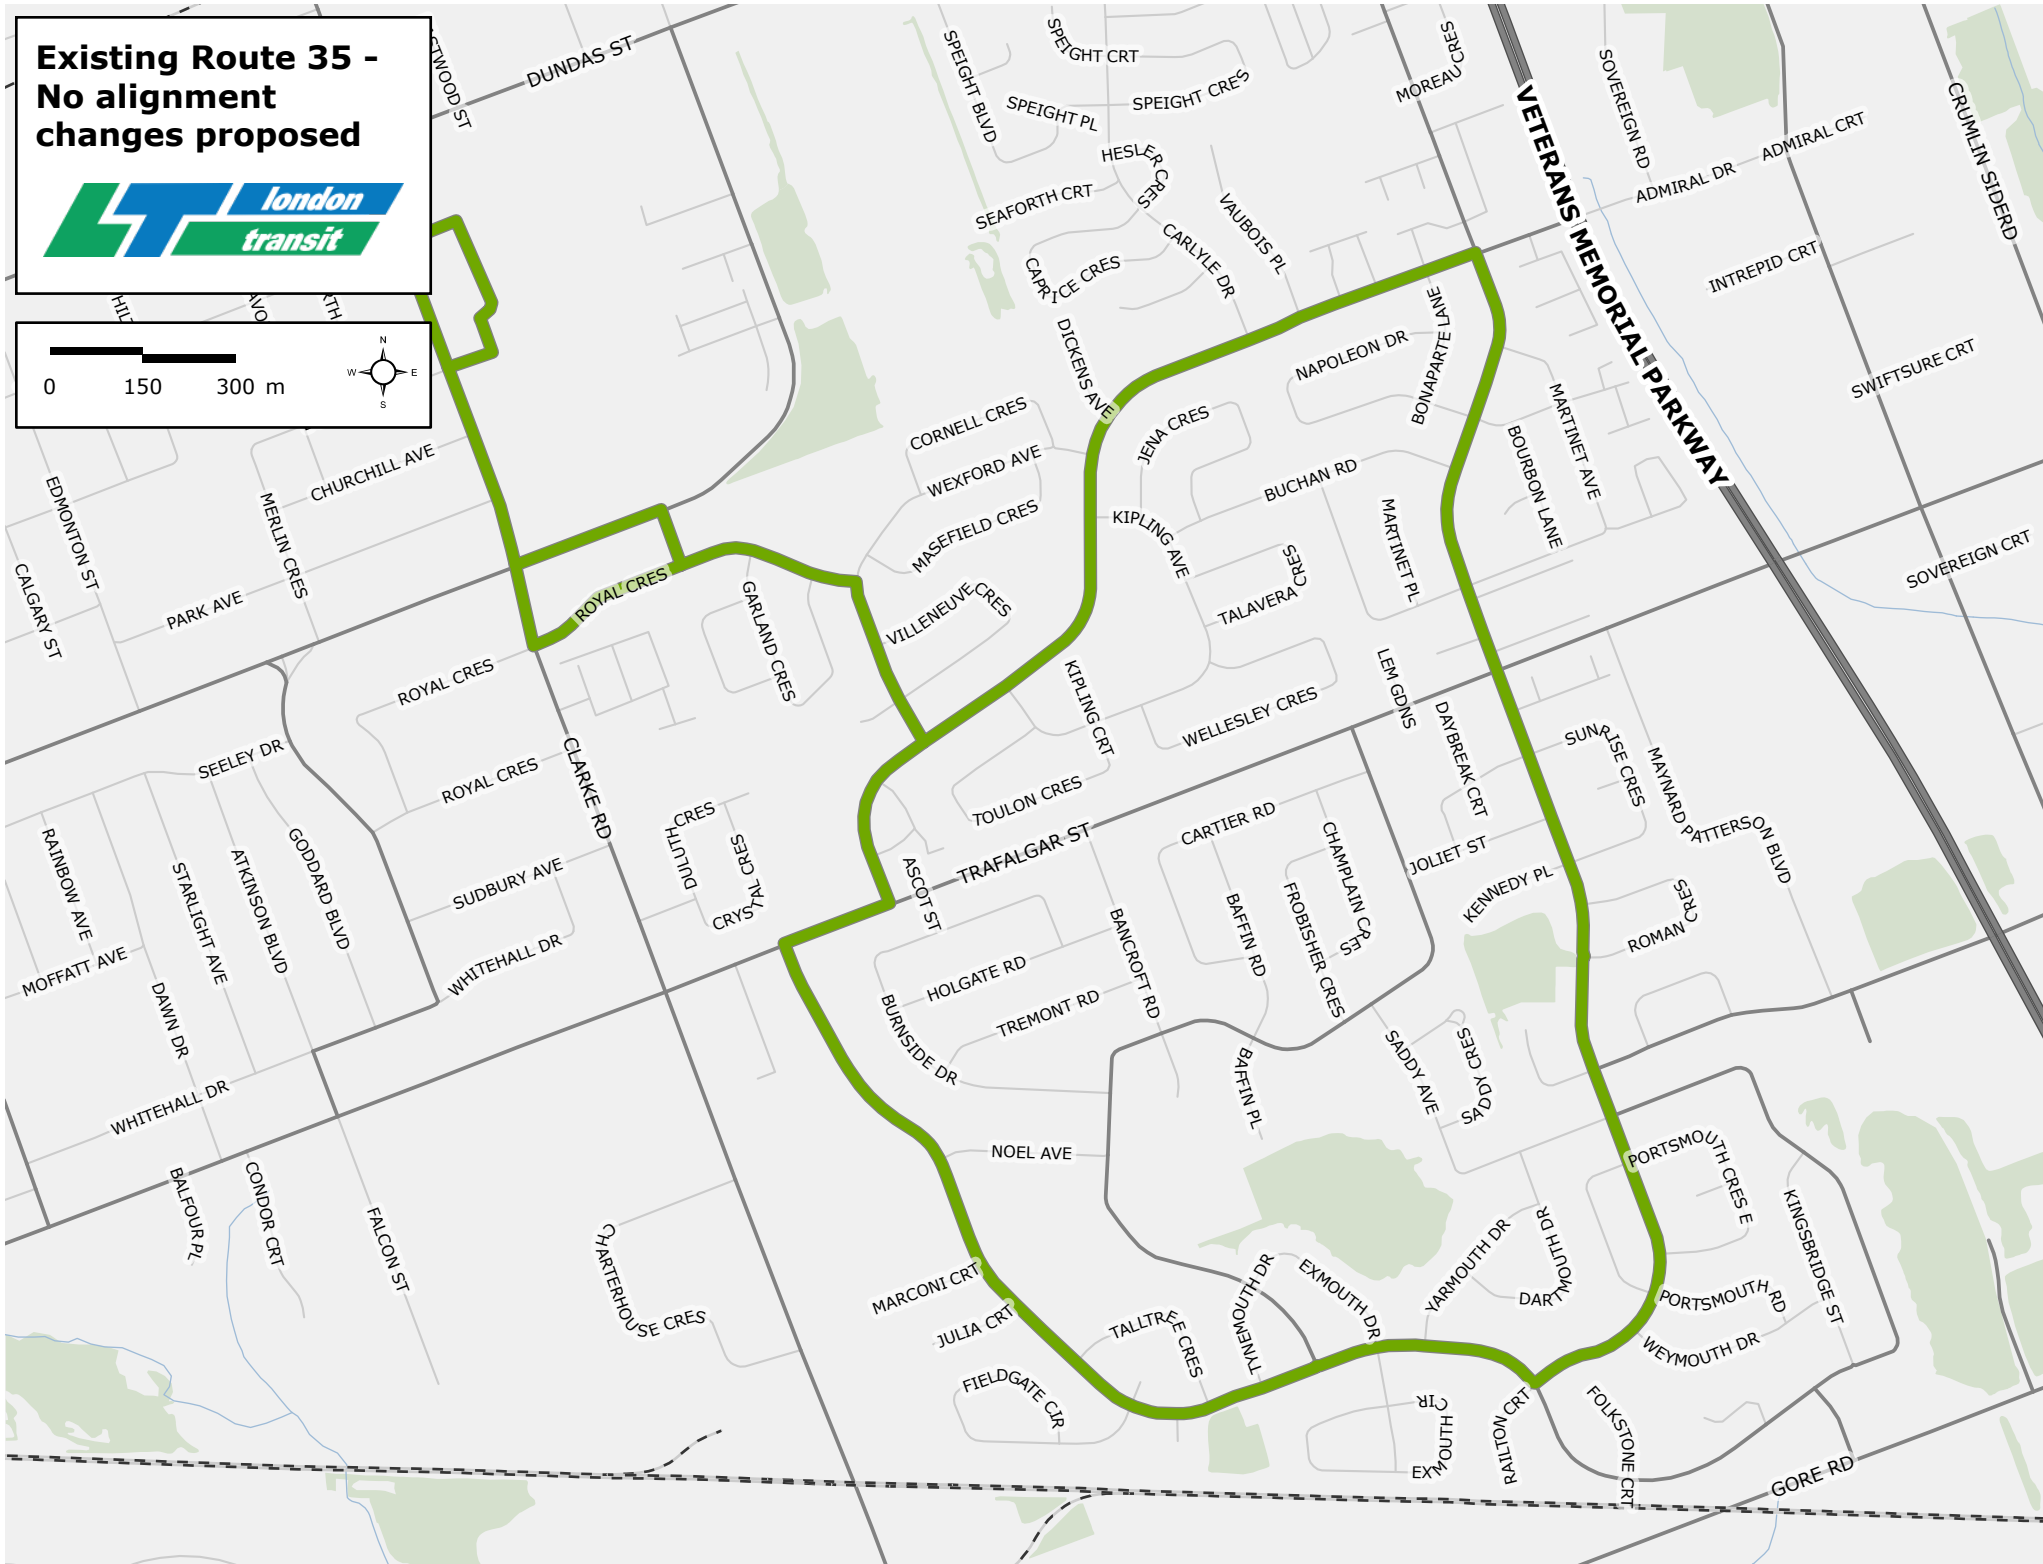 Existing Route 35 -
No alignment
changes proposed
london
transit
0 150 300 m
N
W E
S
DUNDAS ST
SPEIGHT BLVD
SPEIGHT CRT
SPEIGHT PL
SPEIGHT CRES
MOREAU CRES
SOVEREIGN RD
ADMIRAL CRT
ADMIRAL DR
CRUMLIN SIDERD
VETERANS MEMORIAL PARKWAY
HESLER CRES
SEAFORTH CRT
CARLYLE DR
VAUBOIS PL
CAPRICE CRES
INTREPID CRT
SWIFTSURE CRT
SOVEREIGN CRT
DICKENS AVE
NAPOLEON DR
BONAPARTE LANE
MARTINET AVE
BOURBON LANE
CORNELL CRES
WEXFORD AVE
MASEFIELD CRES
JENA CRES
BUCHAN RD
KIPLING AVE
MARTINET PL
TALAVERA CRES
VILLENEUVE CRES
CHURCHILL AVE
MERLIN CRES
EDMONTON ST
CALGARY ST
PARK AVE
ROYAL CRES
GARLAND CRES
ROYAL CRES
KIPLING CRT
WELLESLEY CRES
LEM GDNS
DAYBREAK CRT
SUNRISE CRES
MAYNARD PATTERSON BLVD
SEELEY DR
ROYAL CRES
CLARKE RD
TOULON CRES
TRAFALGAR ST
CARTIER RD
CHAMPLAIN CRES
JOLIET ST
KENNEDY PL
ROMAN CRES
RAINBOW AVE
STARLIGHT AVE
ATKINSON BLVD
GODDARD BLVD
SUDBURY AVE
DULUTH CRES
CRYSTAL CRES
ASCOT ST
WHITEHALL DR
MOFFATT AVE
DAWN DR
HOLGATE RD
TREMONT RD
BURNSIDE DR
BANCROFT RD
BAFFIN RD
FROBISHER CRES
BAFFIN PL
SADDY AVE
SADDY CRES
WHITEHALL DR
NOEL AVE
PORTSMOUTH CRES E
KINGSBRIDGE ST
BALFOUR PL
CONDOR CRT
FALCON ST
CHARTERHOUSE CRES
MARCONI CRT
JULIA CRT
TALLTREE CRES
TYNEMOUTH DR
EXMOUTH DR
YARMOUTH DR
DARTMOUTH DR
PORTSMOUTH RD
WEYMOUTH DR
FIELDGATE CIR
EXMOUTH CIR
RAILTON CRT
FOLKSTONE CRT
GORE RD